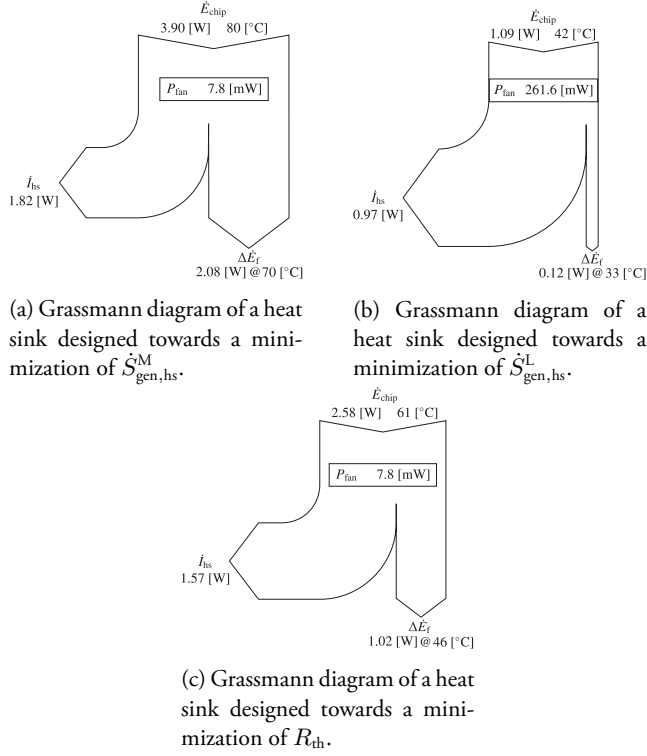 Ė_chip
3.90 [W] 80 [°C]
P_fan 7.8 [mW]
İ_hs
1.82 [W]
ΔĖ_f
2.08 [W] @ 70 [°C]
(a) Grassmann diagram of a heat
sink designed towards a mini-
mization of Ṡ^M_gen,hs.
Ė_chip
1.09 [W] 42 [°C]
P_fan 261.6 [mW]
İ_hs
0.97 [W]
ΔĖ_f
0.12 [W] @ 33 [°C]
(b) Grassmann diagram of a
heat sink designed towards a
minimization of Ṡ^L_gen,hs.
Ė_chip
2.58 [W] 61 [°C]
P_fan 7.8 [mW]
İ_hs
1.57 [W]
ΔĖ_f
1.02 [W] @ 46 [°C]
(c) Grassmann diagram of a heat
sink designed towards a mini-
mization of R_th.